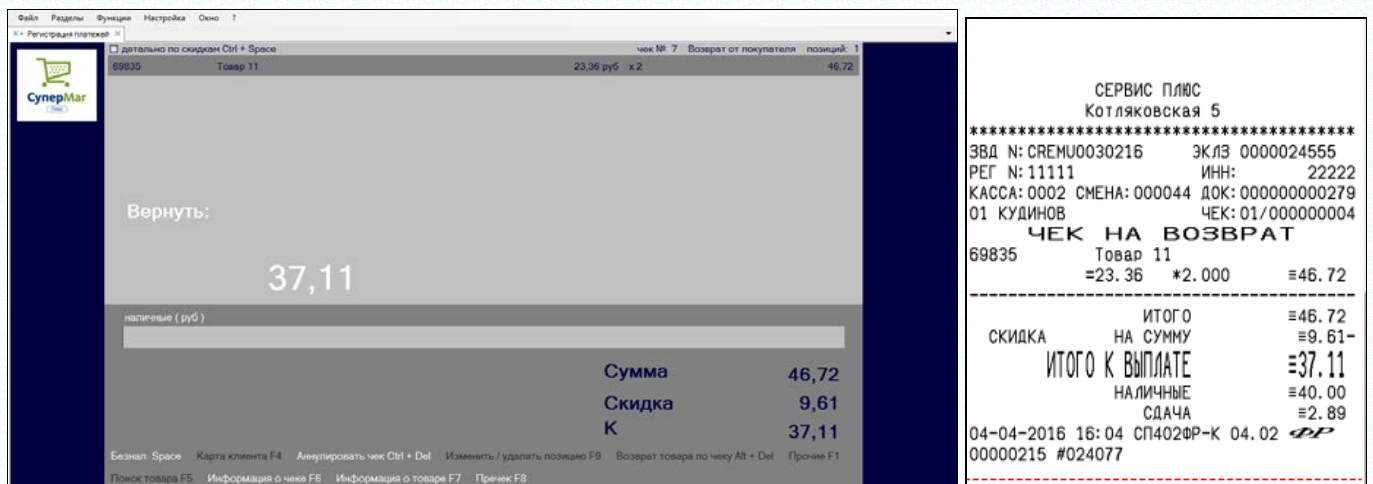 Файл Разделы Функции Настройка Окно ?
К+ Регистрация платежей ×
СуперМаг
Плюс
детально по скидкам Ctrl + Space чек № 7 Возврат от покупателя позиций: 1
69835 Товар 11 23,36 руб x 2 46,72
Вернуть:
37,11
наличные ( руб )
Сумма 46,72
Скидка 9,61
К 37,11
Безнал. Space Карта клиента F4 Аннулировать чек Ctrl + Del Изменить / удалить позицию F9 Возврат товара по чеку Alt + Del Прочие F1
Поиск товара F5 Информация о чеке F6 Информация о товаре F7 Пречек F8
СЕРВИС ПЛЮС
Котляковская 5
****************************************
ЗВД N:CREMU0030216 ЭКЛЗ 0000024555
РЕГ N:11111 ИНН: 22222
КАССА:0002 СМЕНА:000044 ДОК:000000000279
01 КУДИНОВ ЧЕК:01/000000004
ЧЕК НА ВОЗВРАТ
69835 Товар 11
=23.36 *2.000 ≡46.72
----------------------------------------
ИТОГО ≡46.72
СКИДКА НА СУММУ ≡9.61-
ИТОГО К ВЫПЛАТЕ ≡37.11
НАЛИЧНЫЕ ≡40.00
СДАЧА ≡2.89
04-04-2016 16:04 СП402ФР-К 04.02 ФР
00000215 #024077